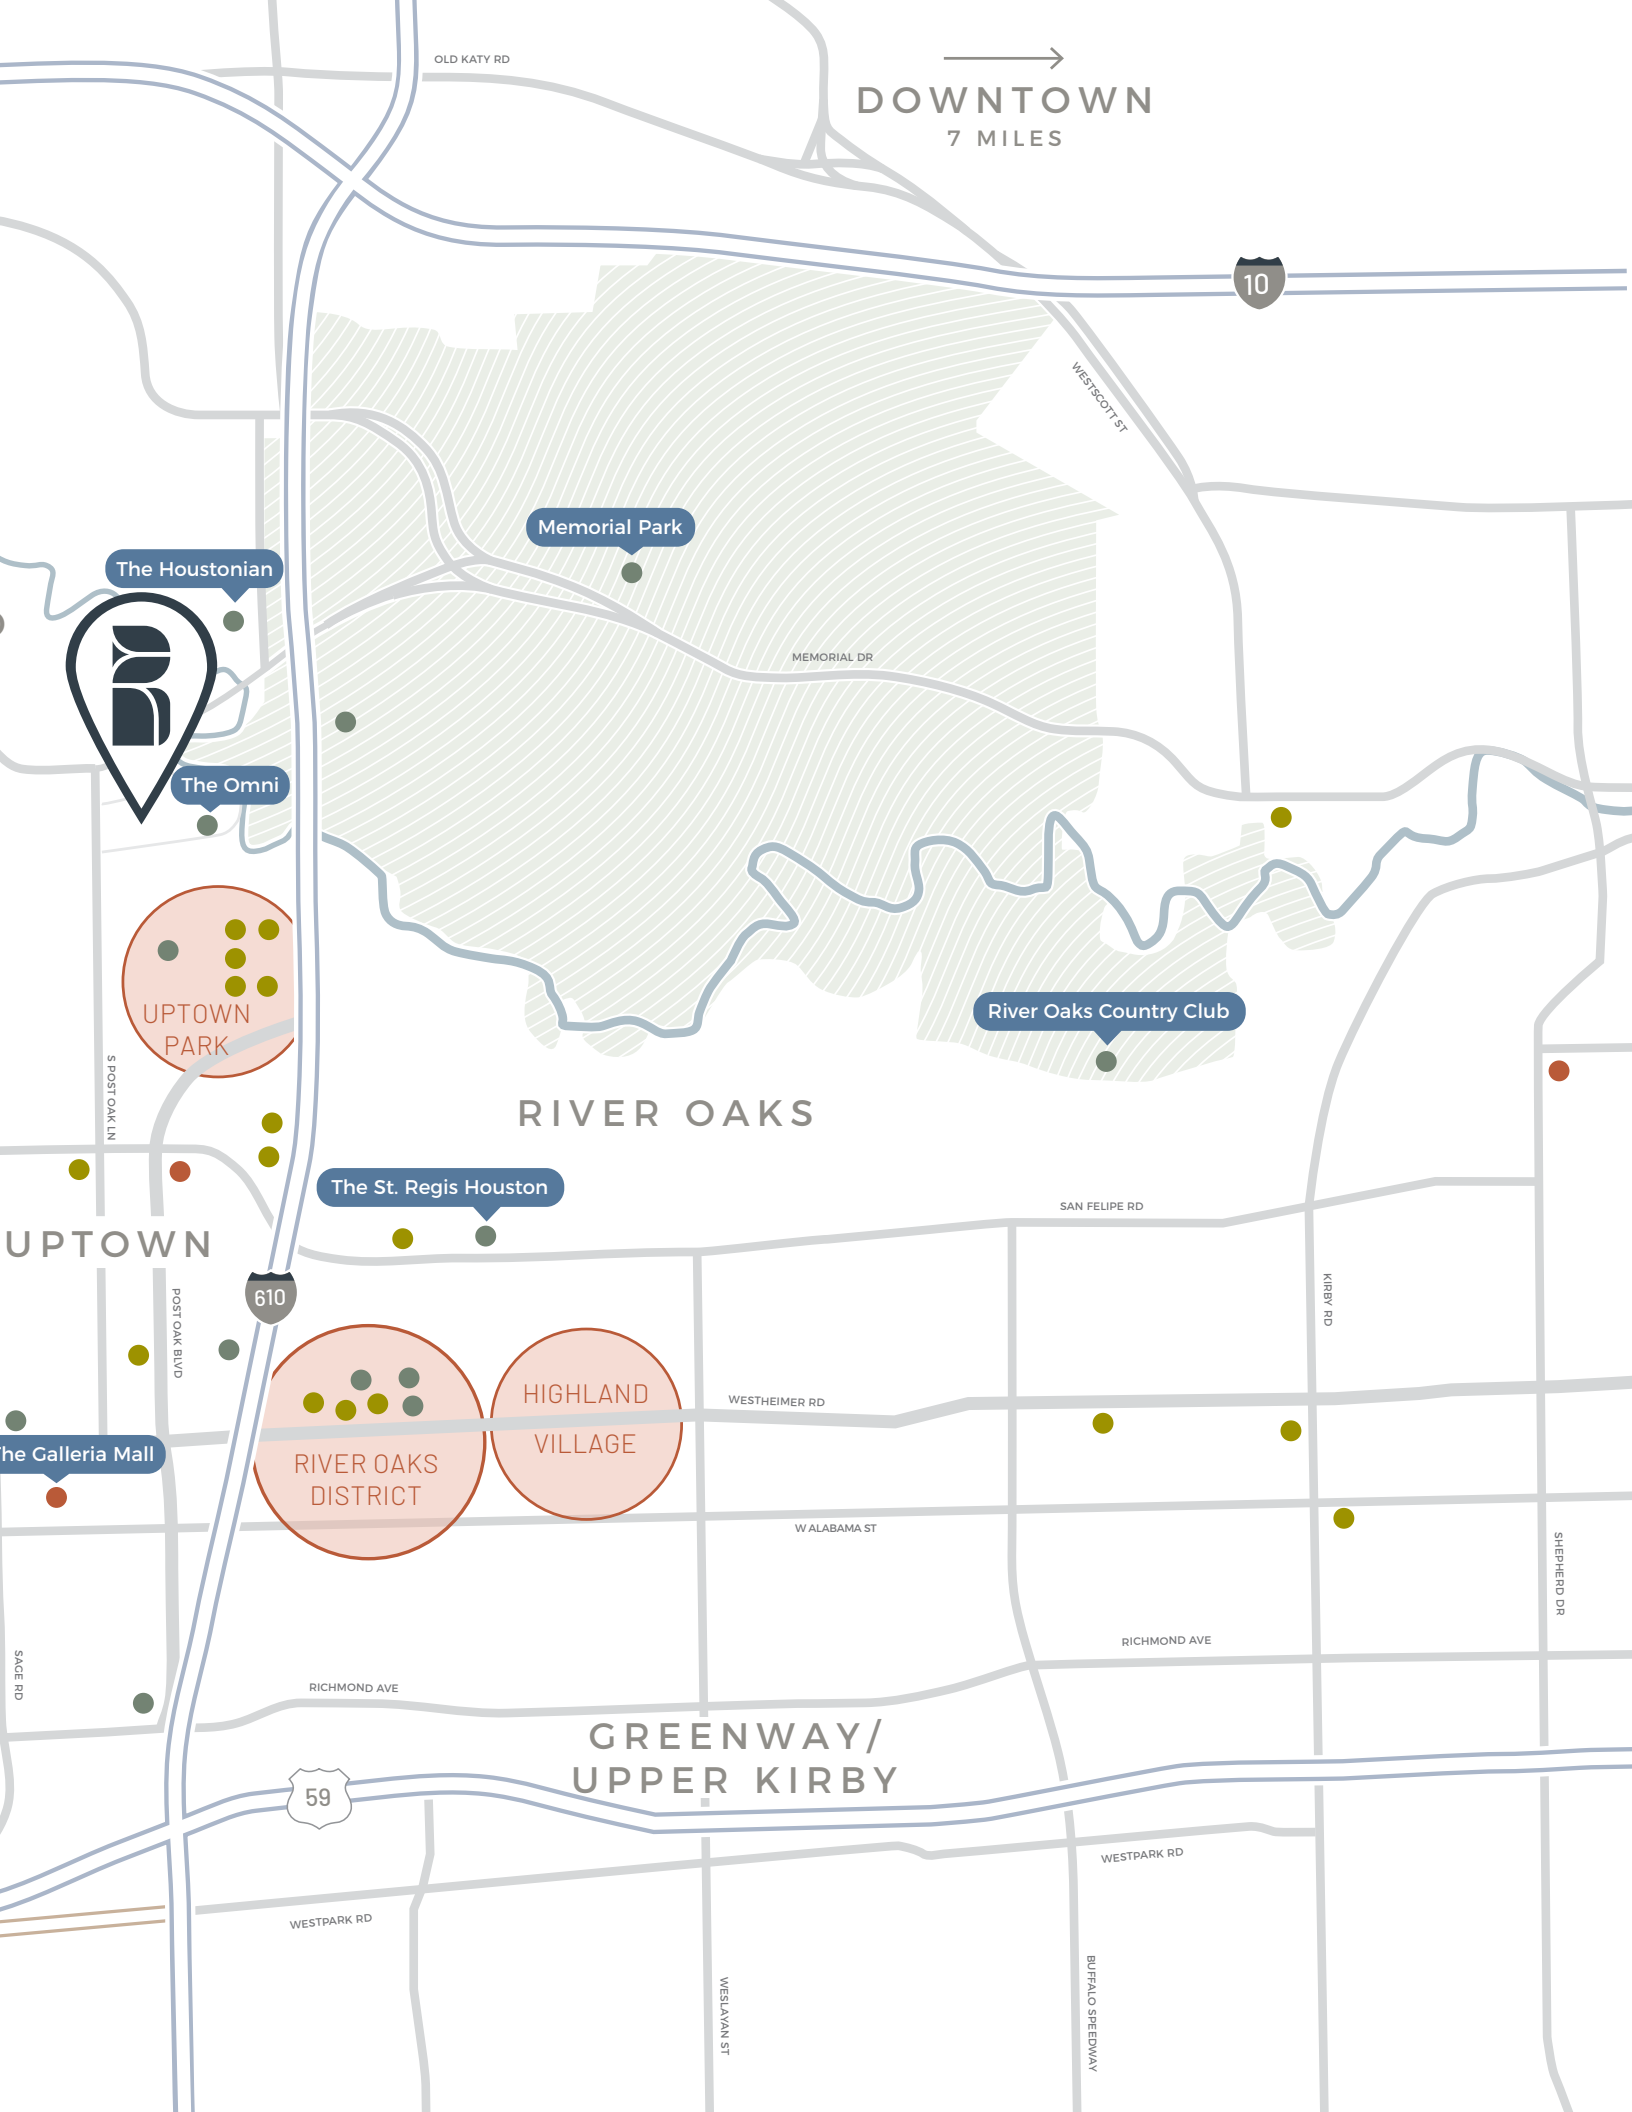 OLD KATY RD
DOWNTOWN
7 MILES
10
WESTSCOTT ST
Memorial Park
The Houstonian
MEMORIAL DR
The Omni
UPTOWN
PARK
River Oaks Country Club
S POST OAK LN
RIVER OAKS
The St. Regis Houston
SAN FELIPE RD
UPTOWN
610
POST OAK BLVD
KIRBY RD
HIGHLAND
VILLAGE
WESTHEIMER RD
The Galleria Mall
RIVER OAKS
DISTRICT
W ALABAMA ST
SHEPHERD DR
SAGE RD
RICHMOND AVE
RICHMOND AVE
GREENWAY/
UPPER KIRBY
59
WESTPARK RD
WESTPARK RD
WESLAYAN ST
BUFFALO SPEEDWAY